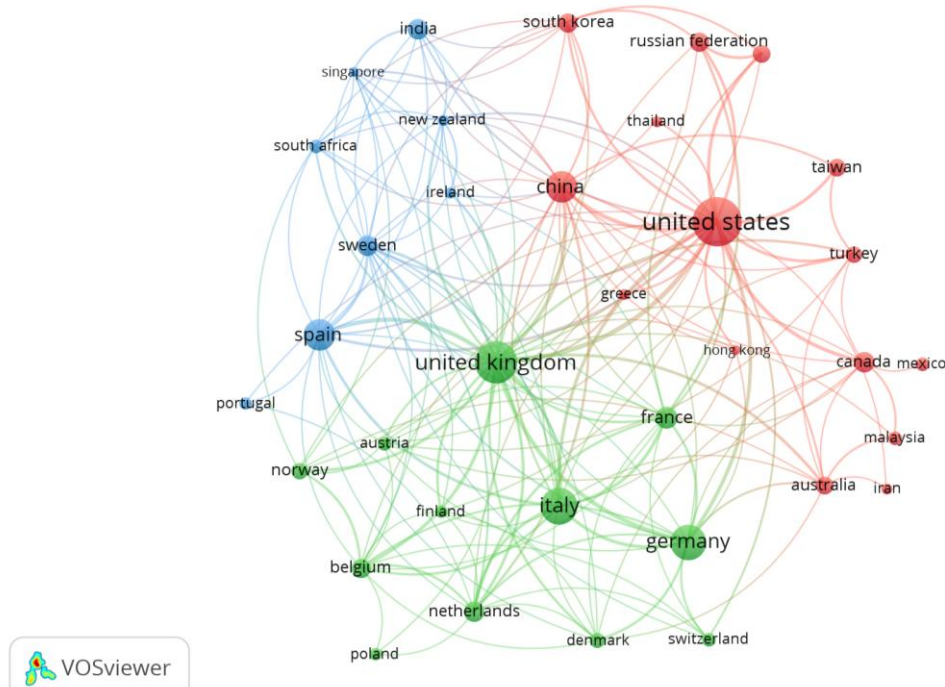 south korea
india
russian federation
singapore
new zealand
thailand
south africa
taiwan
china
ireland
united states
sweden
turkey
greece
spain
hong kong
united kingdom
canada
mexico
portugal
france
austria
malaysia
norway
australia
iran
italy
finland
germany
belgium
netherlands
denmark
switzerland
poland
VOSviewer